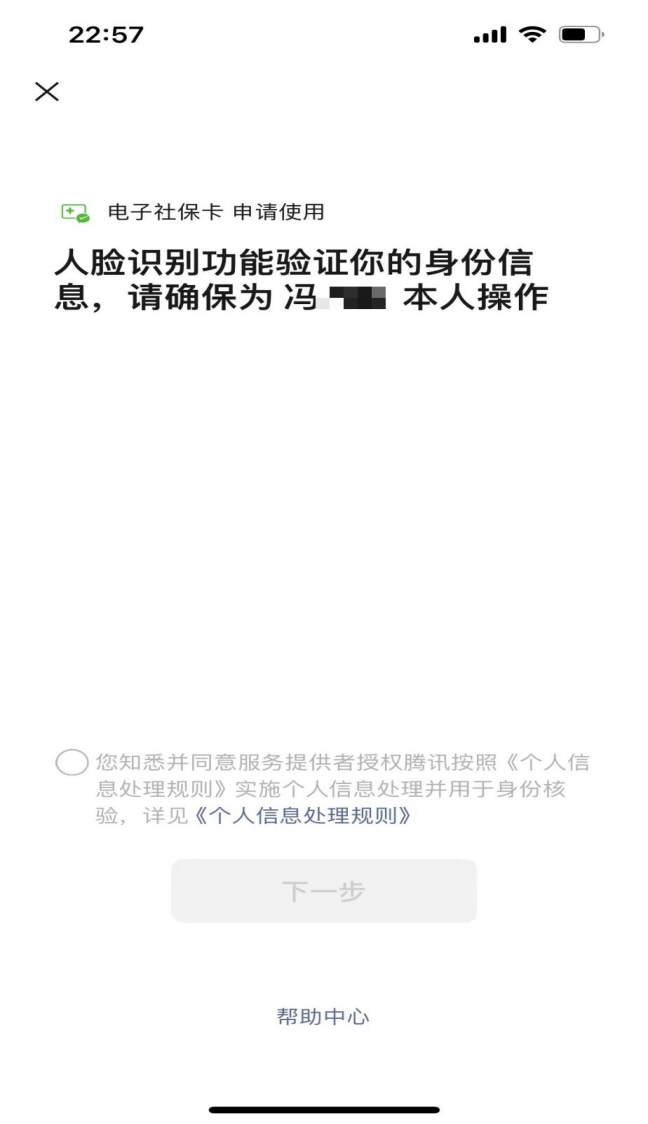 22:57
电子社保卡 申请使用
人脸识别功能验证你的身份信
息，请确保为 冯 本人操作
您知悉并同意服务提供者授权腾讯按照《个人信
息处理规则》实施个人信息处理并用于身份核
验，详见《个人信息处理规则》
下一步
帮助中心